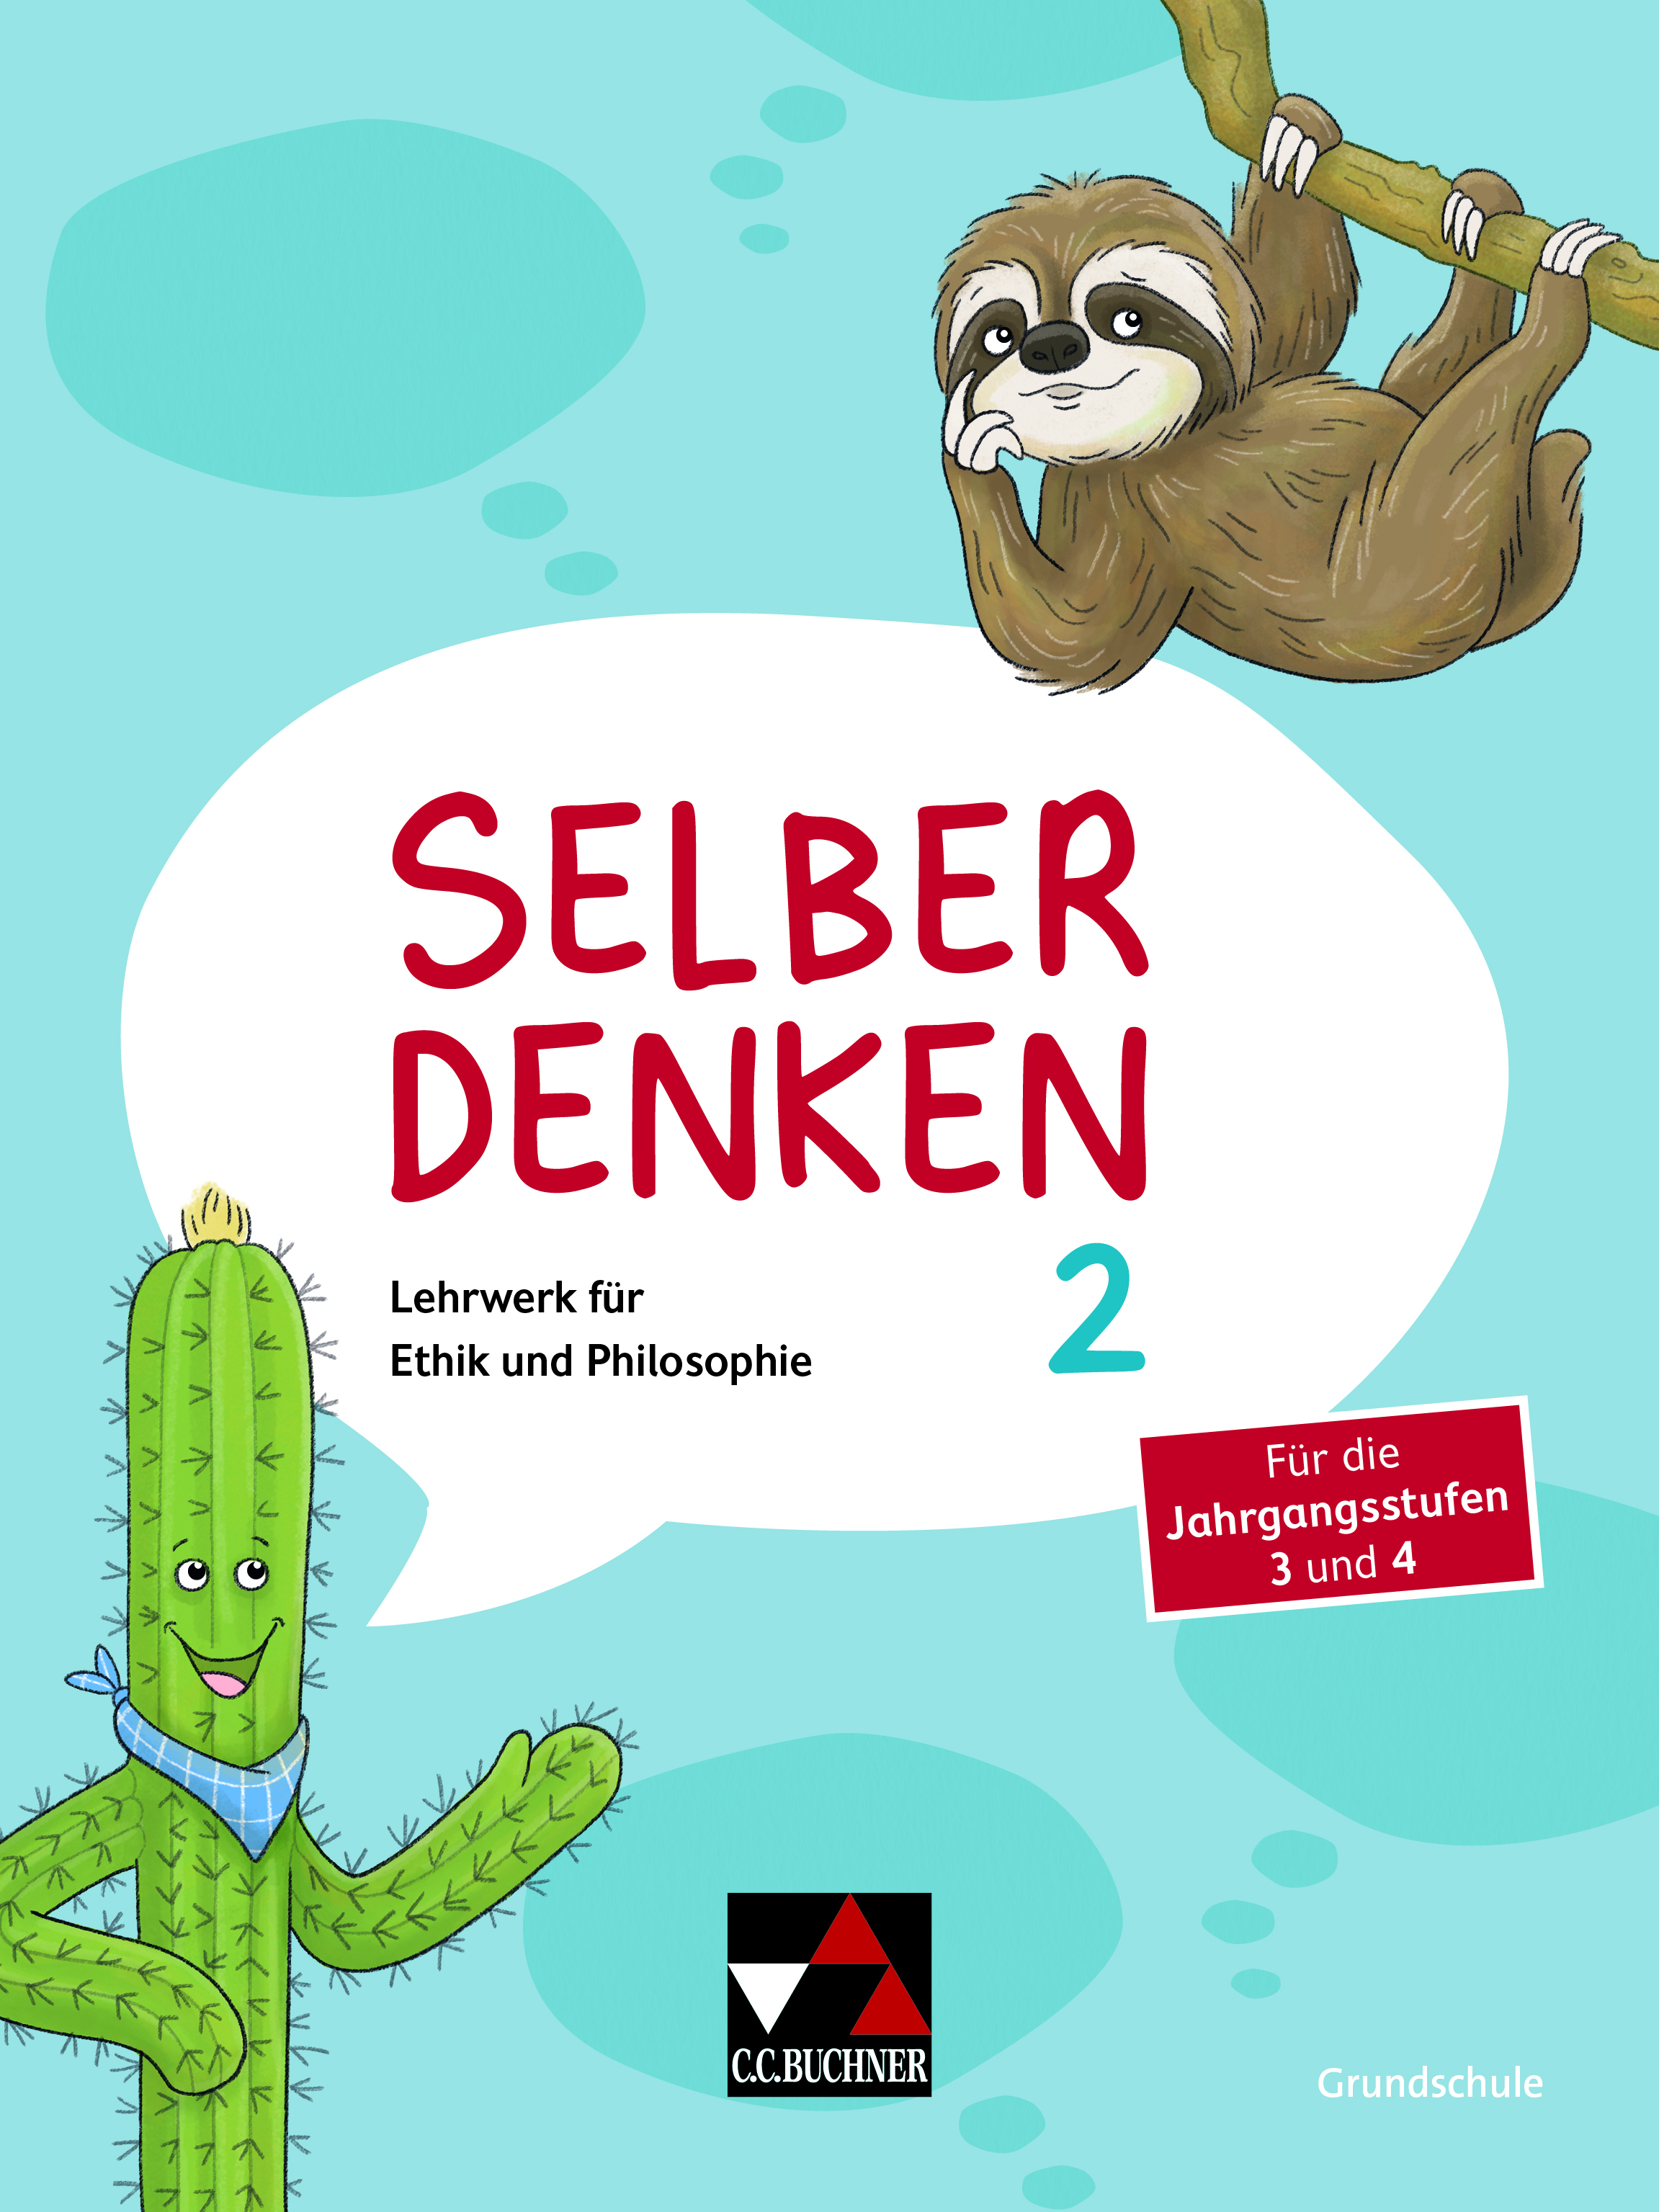 SELBER
DENKEN
2
Lehrwerk für
Ethik und Philosophie
Für die
Jahrgangsstufen
3 und 4
C.C.BUCHNER
Grundschule